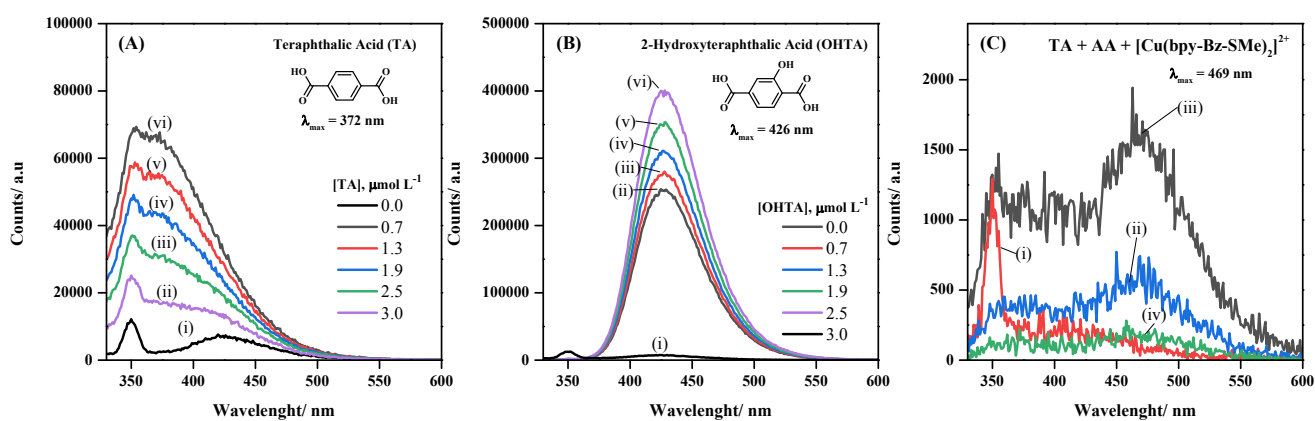 (A)
Teraphthalic Acid (TA)
HO
O
O
OH
λmax = 372 nm
[TA], μmol L-1
0.0
0.7
1.3
1.9
2.5
3.0
(vi)
(v)
(iv)
(iii)
(ii)
(i)
100000
80000
60000
40000
20000
0
Counts/ a.u
350 400 450 500 550 600
Wavelenght/ nm
(B)
2-Hydroxyteraphthalic Acid (OHTA)
OH
HO
O
O
OH
λmax = 426 nm
[OHTA], μmol L-1
0.0
0.7
1.3
1.9
2.5
3.0
(vi)
(v)
(iv)
(iii)
(ii)
(i)
500000
400000
300000
200000
100000
0
Counts/ a.u
350 400 450 500 550 600
Wavelenght/ nm
(C)
TA + AA + [Cu(bpy-Bz-SMe)2]2+
λmax = 469 nm
(iii)
(i)
(ii)
(iv)
2000
1500
1000
500
0
Counts/ a.u
350 400 450 500 550 600
Wavelenght/ nm